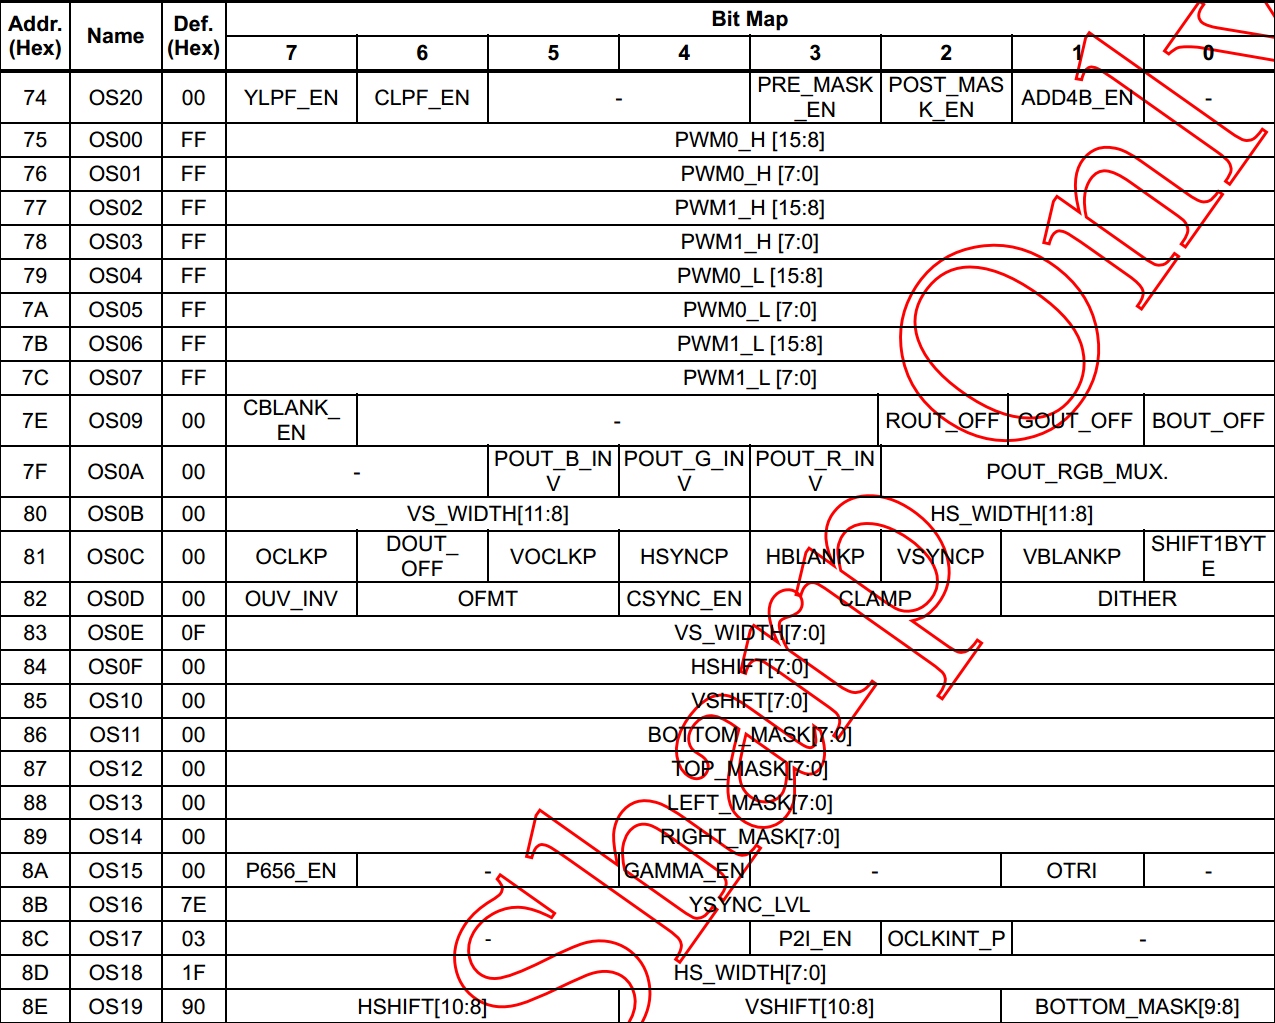 Addr. (Hex) Name Def. (Hex) Bit Map
7 6 5 4 3 2 1 0
74 OS20 00 YLPF_EN CLPF_EN - PRE_MASK_EN POST_MASK_EN ADD4B_EN -
75 OS00 FF PWM0_H [15:8]
76 OS01 FF PWM0_H [7:0]
77 OS02 FF PWM1_H [15:8]
78 OS03 FF PWM1_H [7:0]
79 OS04 FF PWM0_L [15:8]
7A OS05 FF PWM0_L [7:0]
7B OS06 FF PWM1_L [15:8]
7C OS07 FF PWM1_L [7:0]
7E OS09 00 CBLANK_EN - ROUT_OFF GOUT_OFF BOUT_OFF
7F OS0A 00 - POUT_B_INV POUT_G_INV POUT_R_INV POUT_RGB_MUX.
80 OS0B 00 VS_WIDTH[11:8] HS_WIDTH[11:8]
81 OS0C 00 OCLKP DOUT_OFF VOCLKP HSYNCP HBLANKP VSYNCP VBLANKP SHIFT1BYTE
82 OS0D 00 OUV_INV OFMT CSYNC_EN CLAMP DITHER
83 OS0E 0F VS_WIDTH[7:0]
84 OS0F 00 HSHIFT[7:0]
85 OS10 00 VSHIFT[7:0]
86 OS11 00 BOTTOM_MASK[7:0]
87 OS12 00 TOP_MASK[7:0]
88 OS13 00 LEFT_MASK[7:0]
89 OS14 00 RIGHT_MASK[7:0]
8A OS15 00 P656_EN - GAMMA_EN - OTRI -
8B OS16 7E YSYNC_LVL
8C OS17 03 - P2I_EN OCLKINT_P -
8D OS18 1F HS_WIDTH[7:0]
8E OS19 90 HSHIFT[10:8] VSHIFT[10:8] BOTTOM_MASK[9:8]
Sharp Only